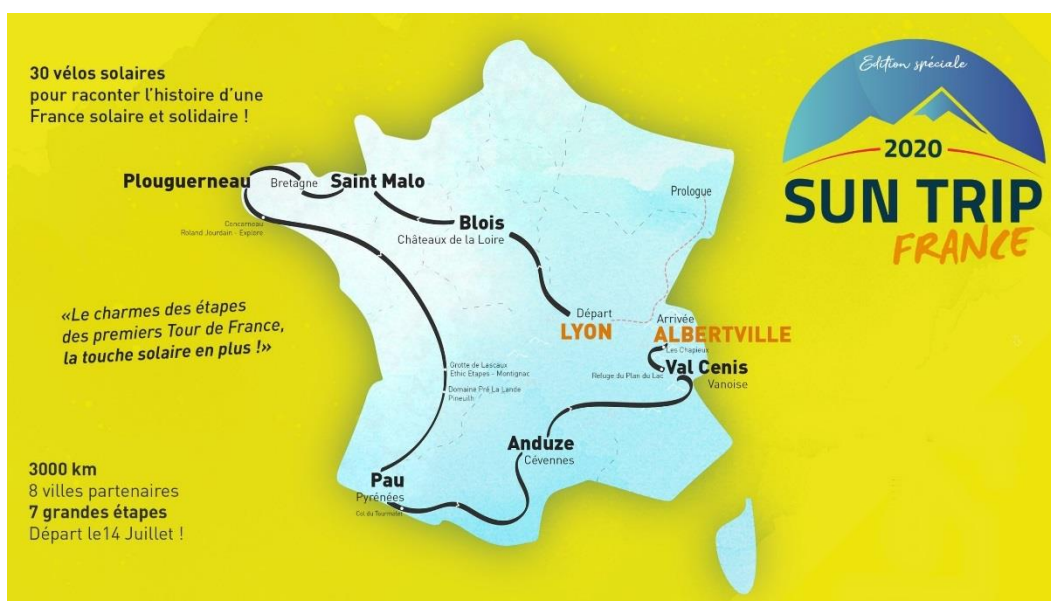 30 vélos solaires
pour raconter l'histoire d'une
France solaire et solidaire !
Edition spéciale
2020
SUN TRIP
FRANCE
Plouguerneau
Bretagne
Saint Malo
Concarneau
Roland Jourdain - Explore
Blois
Châteaux de la Loire
Prologue
«Le charmes des étapes
des premiers Tour de France,
la touche solaire en plus !»
Départ
LYON
Arrivée
ALBERTVILLE
Les Chapieux
Refuge du Plan du Lac
Val Cenis
Vanoise
Grotte de Lascaux
Ethic Etapes - Montignac
Domaine Pré La Lande
Pineuilh
Anduze
Cévennes
Pau
Pyrénées
Col du Tourmalet
3000 km
8 villes partenaires
7 grandes étapes
Départ le14 Juillet !